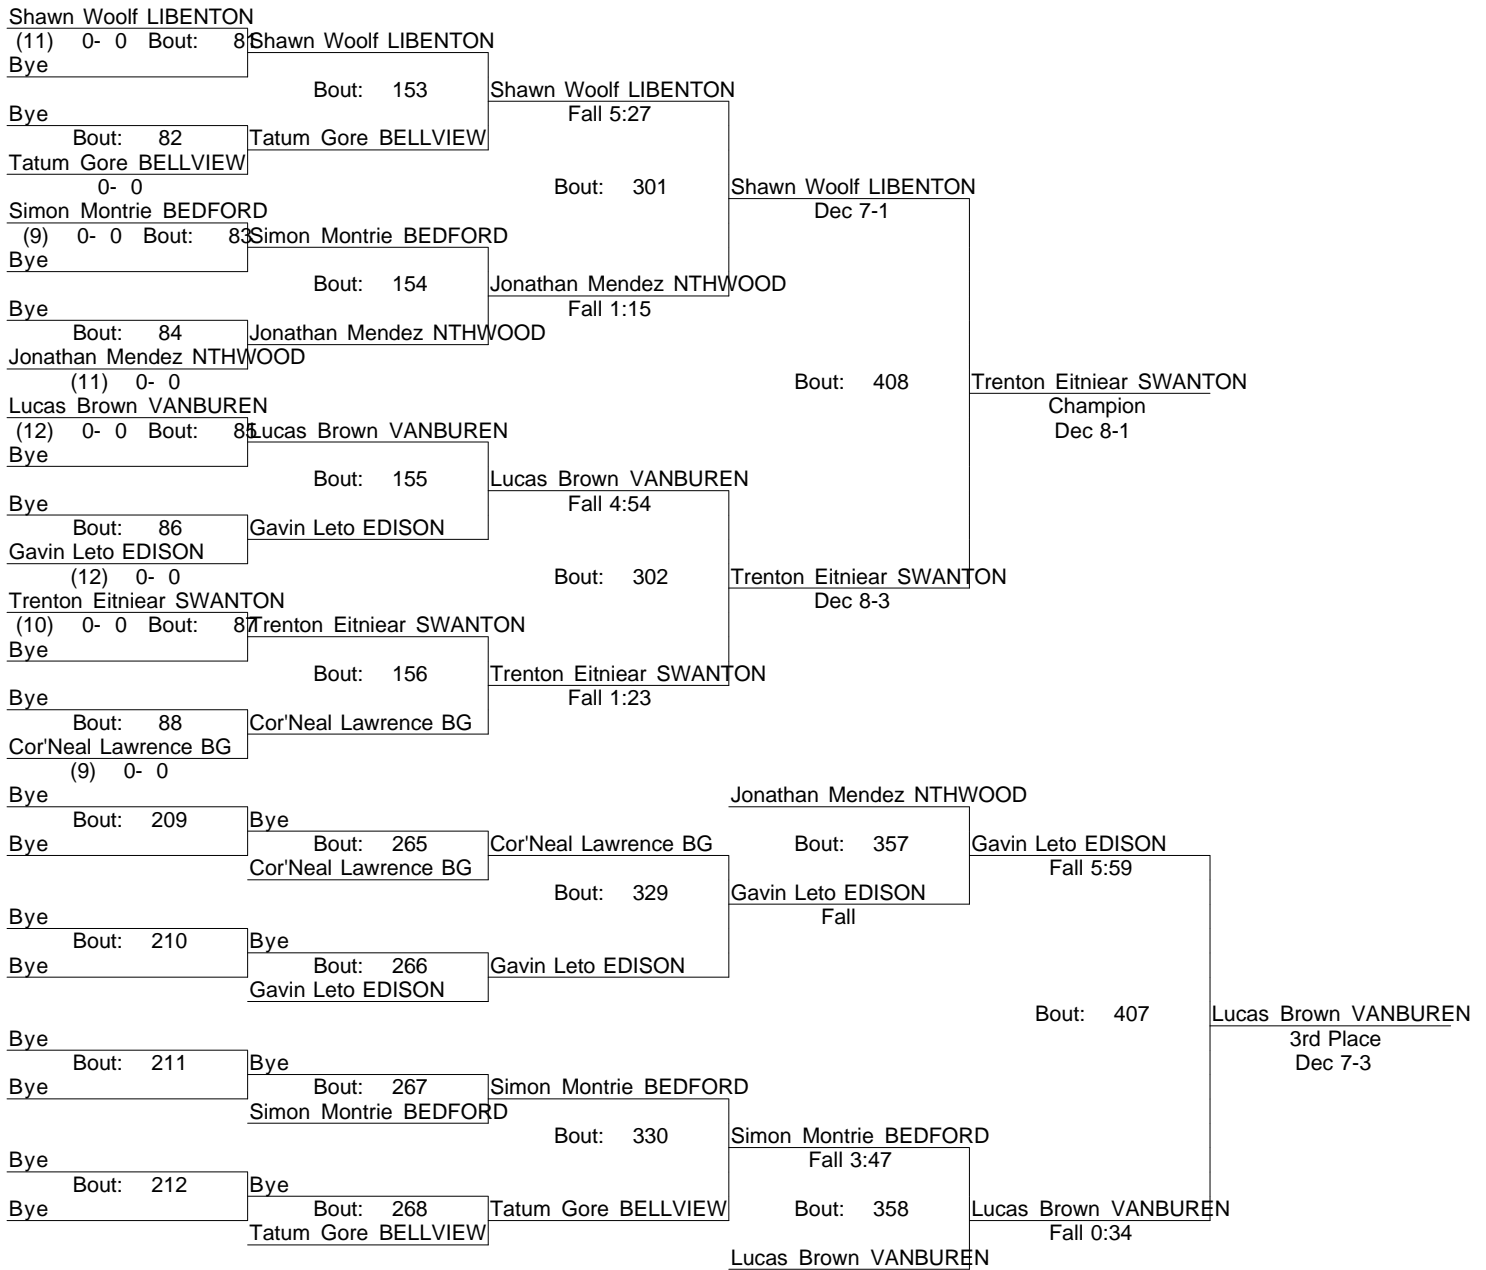 Shawn Woolf LIBENTON
(11) 0- 0 Bout: 81 Shawn Woolf LIBENTON
Bye
Bout: 153 Shawn Woolf LIBENTON
Bye Fall 5:27
Bout: 82 Tatum Gore BELLVIEW
Tatum Gore BELLVIEW
0- 0 Bout: 301 Shawn Woolf LIBENTON
Simon Montrie BEDFORD Dec 7-1
(9) 0- 0 Bout: 83 Simon Montrie BEDFORD
Bye
Bout: 154 Jonathan Mendez NTHWOOD
Bye Fall 1:15
Bout: 84 Jonathan Mendez NTHWOOD
Jonathan Mendez NTHWOOD
(11) 0- 0 Bout: 408 Trenton Eitniear SWANTON
Lucas Brown VANBUREN Champion
(12) 0- 0 Bout: 85 Lucas Brown VANBUREN Dec 8-1
Bye
Bout: 155 Lucas Brown VANBUREN
Bye Fall 4:54
Bout: 86 Gavin Leto EDISON
Gavin Leto EDISON
(12) 0- 0 Bout: 302 Trenton Eitniear SWANTON
Trenton Eitniear SWANTON Dec 8-3
(10) 0- 0 Bout: 87 Trenton Eitniear SWANTON
Bye
Bout: 156 Trenton Eitniear SWANTON
Bye Fall 1:23
Bout: 88 Cor'Neal Lawrence BG
Cor'Neal Lawrence BG
(9) 0- 0
Bye Jonathan Mendez NTHWOOD
Bout: 209 Bye
Bye Bout: 265 Cor'Neal Lawrence BG Bout: 357 Gavin Leto EDISON
Cor'Neal Lawrence BG Fall 5:59
Bout: 329 Gavin Leto EDISON
Bye Fall
Bout: 210 Bye
Bye Bout: 266 Gavin Leto EDISON
Gavin Leto EDISON
Bout: 407 Lucas Brown VANBUREN
Bye 3rd Place
Bout: 211 Bye Dec 7-3
Bye Bout: 267 Simon Montrie BEDFORD
Simon Montrie BEDFORD
Bout: 330 Simon Montrie BEDFORD
Bye Fall 3:47
Bout: 212 Bye
Bye Bout: 268 Tatum Gore BELLVIEW Bout: 358 Lucas Brown VANBUREN
Tatum Gore BELLVIEW Fall 0:34
Lucas Brown VANBUREN